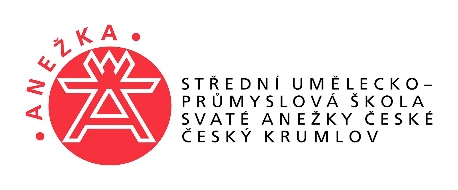 • ANEŽKA •
STŘEDNÍ UMĚLECKO–
PRŮMYSLOVÁ ŠKOLA
SVATÉ ANEŽKY ČESKÉ
ČESKÝ KRUMLOV